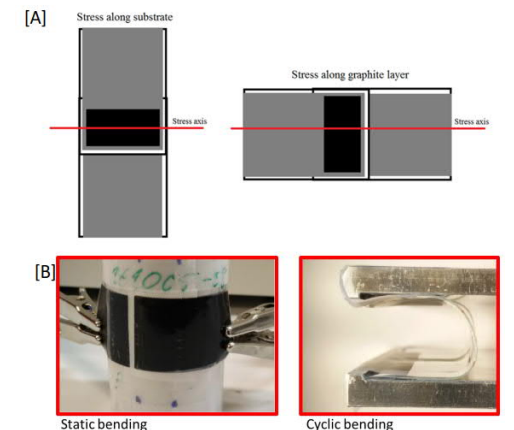 [A]
Stress along substrate
Stress axis
Stress along graphite layer
Stress axis
[B]
Static bending
Cyclic bending